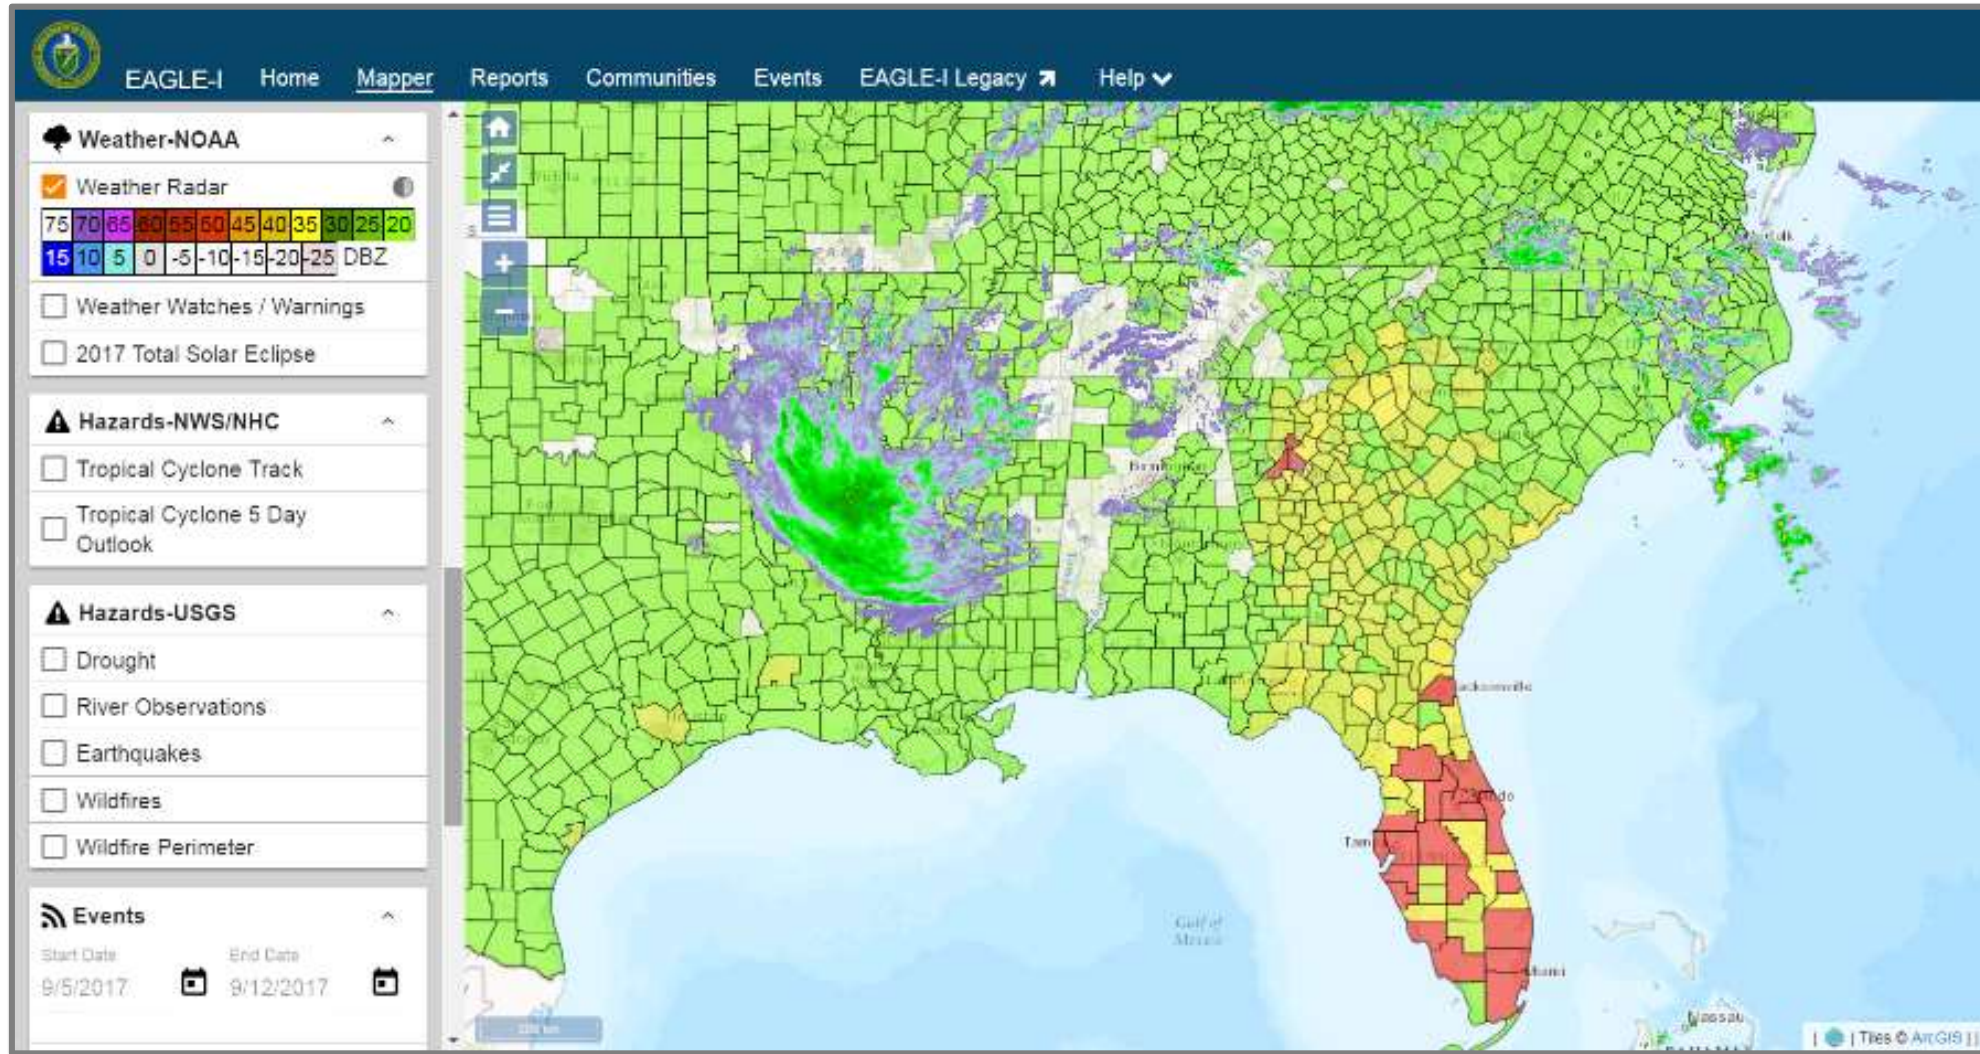 EAGLE-I Home Mapper Reports Communities Events EAGLE-I Legacy Help
Weather-NOAA
Weather Radar
75 70 65 60 55 50 45 40 35 30 25 20
15 10 5 0 -5 -10 -15 -20 -25 DBZ
Weather Watches / Warnings
2017 Total Solar Eclipse
Hazards-NWS/NHC
Tropical Cyclone Track
Tropical Cyclone 5 Day
Outlook
Hazards-USGS
Drought
River Observations
Earthquakes
Wildfires
Wildfire Perimeter
Events
Start Date End Date
9/5/2017 9/12/2017
Jacksonville
Gulf of
Mexico
Miami
Nassau
| Tiles © ArcGIS |